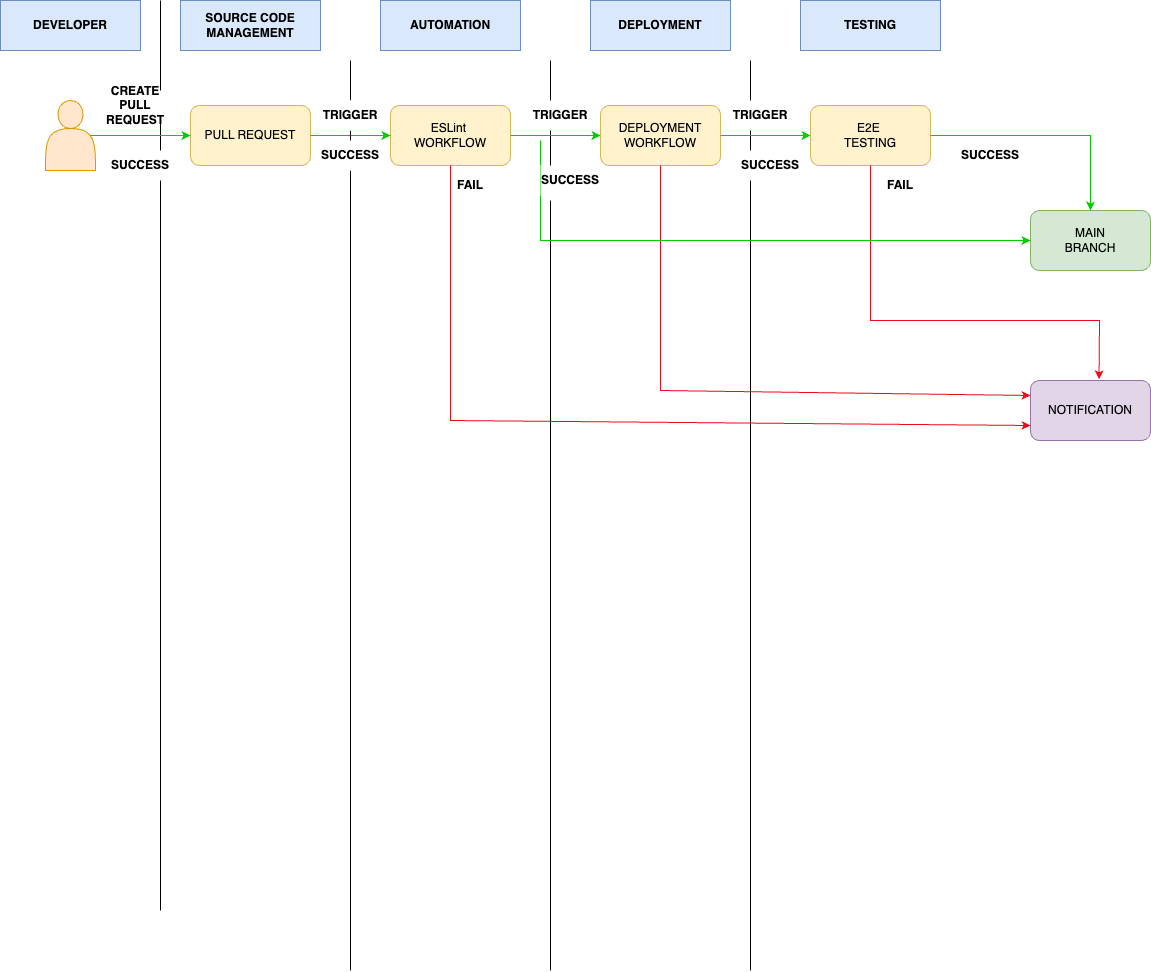 DEVELOPER
SOURCE CODE
MANAGEMENT
AUTOMATION
DEPLOYMENT
TESTING
CREATE
PULL
REQUEST
SUCCESS
PULL REQUEST
TRIGGER
SUCCESS
ESLint
WORKFLOW
FAIL
TRIGGER
SUCCESS
DEPLOYMENT
WORKFLOW
TRIGGER
SUCCESS
E2E
TESTING
FAIL
SUCCESS
MAIN
BRANCH
NOTIFICATION